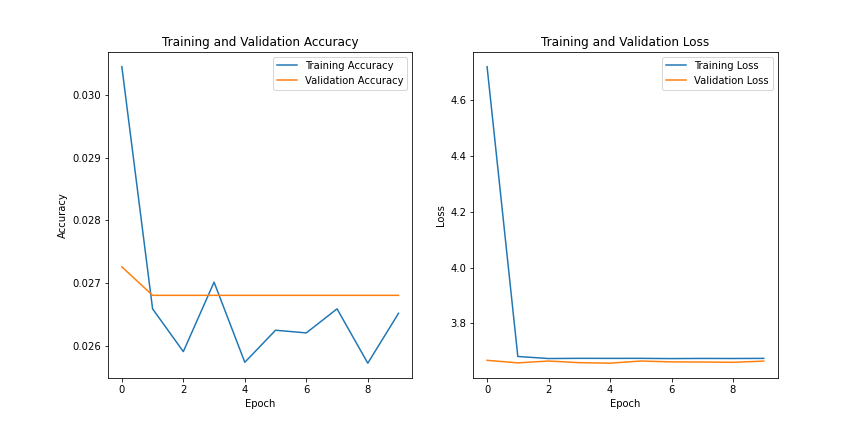 Training and Validation Accuracy
Training Accuracy
Validation Accuracy
0.030
0.029
0.028
0.027
0.026
Accuracy
0 2 4 6 8
Epoch
Training and Validation Loss
Training Loss
Validation Loss
4.6
4.4
4.2
4.0
3.8
Loss
0 2 4 6 8
Epoch